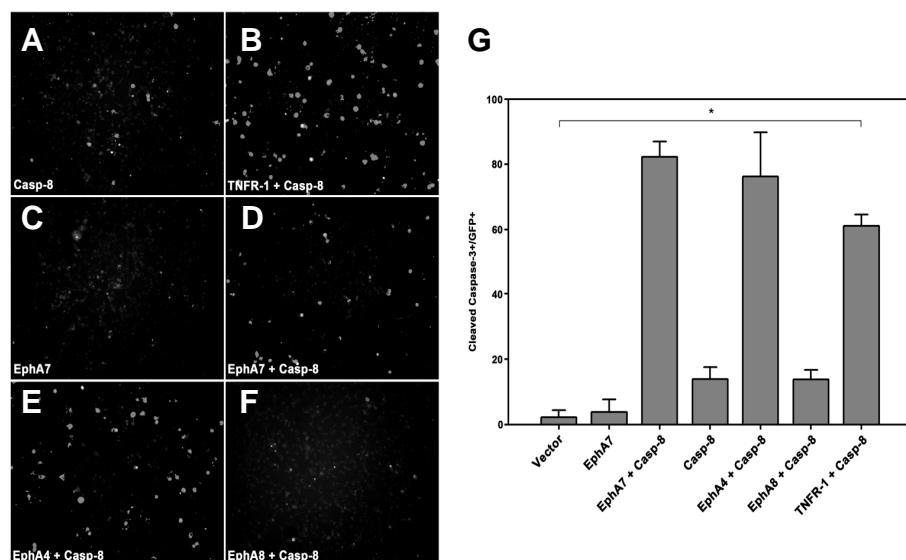 A
Casp-8
B
TNFR-1 + Casp-8
C
EphA7
D
EphA7 + Casp-8
E
EphA4 + Casp-8
F
EphA8 + Casp-8
G
Cleaved Caspase-3+/GFP+
100
80
60
40
20
0
*
Vector
EphA7
EphA7 + Casp-8
Casp-8
EphA4 + Casp-8
EphA8 + Casp-8
TNFR-1 + Casp-8